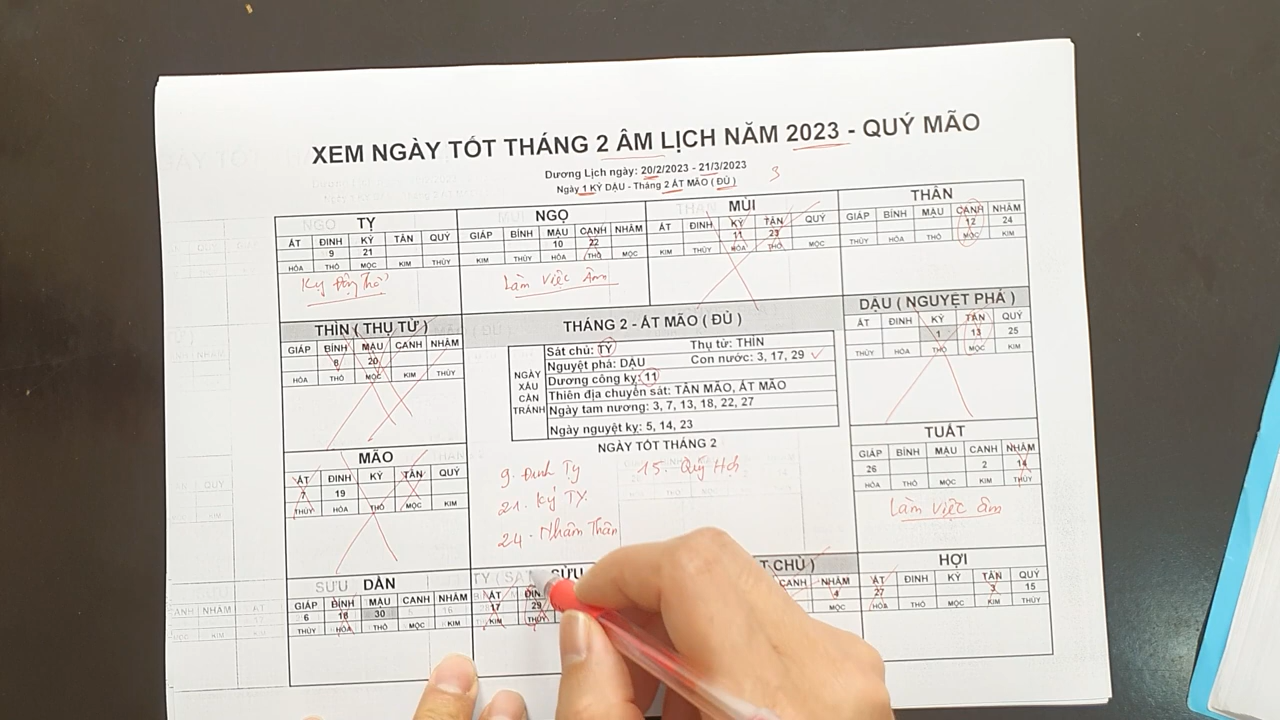 XEM NGÀY TỐT THÁNG 2 ÂM LỊCH NĂM 2023 - QUÝ MÃO
Dương Lịch ngày: 20/2/2023 - 21/3/2023
3
Ngày 1 KỶ DẬU - Tháng 2 ẤT MÃO ( ĐỦ )
TỴ
ẤT ĐINH KỶ TÂN QUÝ
9 21
HỎA THỔ MỘC KIM THỦY
Kỵ Động Thổ
NGỌ
GIÁP BÍNH MẬU CANH NHÂM
10 22
KIM THỦY HỎA THỔ MỘC
Làm Việc Âm
MÙI
ẤT ĐINH KỶ TÂN QUÝ
11 23
KIM THỦY HỎA THỔ MỘC
THÂN
GIÁP BÍNH MẬU CANH NHÂM
12 24
THỦY HỎA THỔ MỘC KIM
THÌN ( THỤ TỬ )
GIÁP BÍNH MẬU CANH NHÂM
8 20
HỎA THỔ MỘC KIM THỦY
THÁNG 2 - ẤT MÃO ( ĐỦ )
NGÀY XẤU CẦN TRÁNH
Sát chủ: TÝ Thụ tử: THÌN
Nguyệt phá: DẬU Con nước: 3, 17, 29
Dương công kỵ: 11
Thiên địa chuyển sát: TÂN MÃO, ẤT MÃO
Ngày tam nương: 3, 7, 13, 18, 22, 27
Ngày nguyệt kỵ: 5, 14, 23
DẬU ( NGUYỆT PHÁ )
ẤT ĐINH KỶ TÂN QUÝ
1 13 25
THỦY HỎA THỔ MỘC KIM
MÃO
ẤT ĐINH KỶ TÂN QUÝ
7 19
THỦY HỎA THỔ MỘC KIM
NGÀY TỐT THÁNG 2
9. Đinh Tỵ
21. Kỷ Tỵ
24. Nhâm Thân
15. Quý Hợi
TUẤT
GIÁP BÍNH MẬU CANH NHÂM
26 2 14
HỎA THỔ MỘC KIM THỦY
Làm việc âm
DẦN
GIÁP BÍNH MẬU CANH NHÂM
6 18 30
THỦY HỎA THỔ MỘC KIM
SỬU
ẤT
17 29
KIM THỦY
CHỦ )
CANH NHÂM
4
MỘC
HỢI
ẤT ĐINH KỶ TÂN QUÝ
27 3 15
HỎA THỔ MỘC KIM THỦY